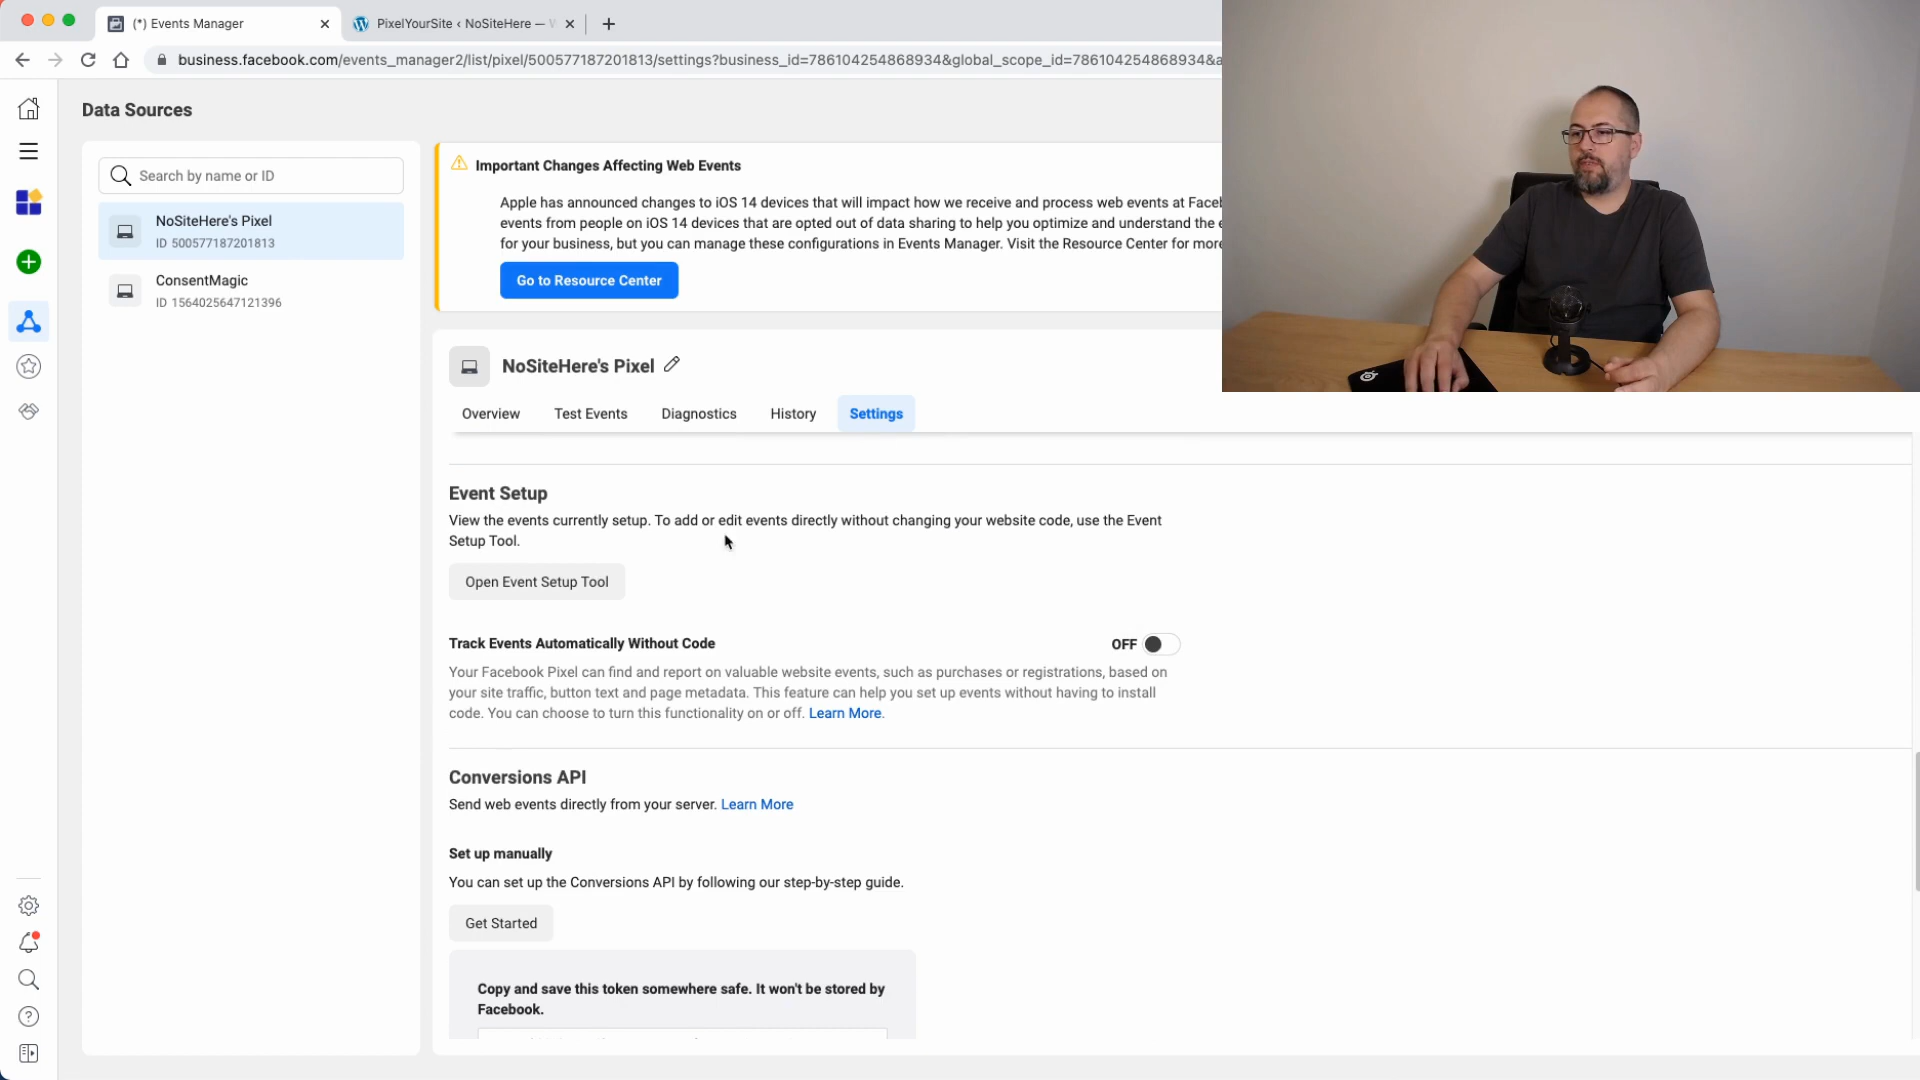 (*) Events Manager
PixelYourSite ‹ NoSiteHere —
business.facebook.com/events_manager2/list/pixel/500577187201813/settings?business_id=786104254868934&global_scope_id=786104254868934&a
Data Sources
Search by name or ID
NoSiteHere's Pixel
ID 500577187201813
ConsentMagic
ID 1564025647121396
Important Changes Affecting Web Events
Apple has announced changes to iOS 14 devices that will impact how we receive and process web events at
events from people on iOS 14 devices that are opted out of data sharing to help you optimize and understand the
for your business, but you can manage these configurations in Events Manager. Visit the Resource Center for more
Go to Resource Center
NoSiteHere's Pixel
Overview
Test Events
Diagnostics
History
Settings
Event Setup
View the events currently setup. To add or edit events directly without changing your website code, use the Event
Setup Tool.
Open Event Setup Tool
Track Events Automatically Without Code
OFF
Your Facebook Pixel can find and report on valuable website events, such as purchases or registrations, based on
your site traffic, button text and page metadata. This feature can help you set up events without having to install
code. You can choose to turn this functionality on or off. Learn More.
Conversions API
Send web events directly from your server. Learn More
Set up manually
You can set up the Conversions API by following our step-by-step guide.
Get Started
Copy and save this token somewhere safe. It won't be stored by
Facebook.